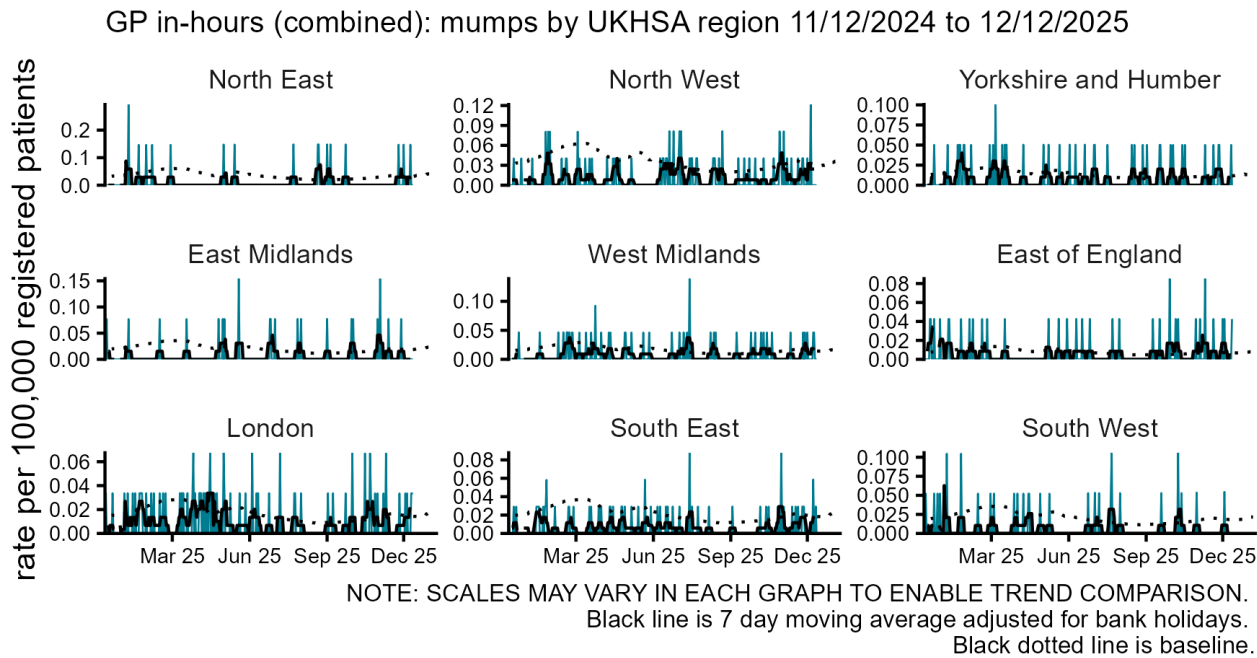 GP in-hours (combined): mumps by UKHSA region 11/12/2024 to 12/12/2025
rate per 100,000 registered patients
North East
0.2
0.1
0.0
North West
0.12
0.09
0.06
0.03
0.00
Yorkshire and Humber
0.100
0.075
0.050
0.025
0.000
East Midlands
0.15
0.10
0.05
0.00
West Midlands
0.10
0.05
0.00
East of England
0.08
0.06
0.04
0.02
0.00
London
0.06
0.04
0.02
0.00
Mar 25 Jun 25 Sep 25 Dec 25
South East
0.08
0.06
0.04
0.02
0.00
Mar 25 Jun 25 Sep 25 Dec 25
South West
0.100
0.075
0.050
0.025
0.000
Mar 25 Jun 25 Sep 25 Dec 25
NOTE: SCALES MAY VARY IN EACH GRAPH TO ENABLE TREND COMPARISON.
Black line is 7 day moving average adjusted for bank holidays.
Black dotted line is baseline.